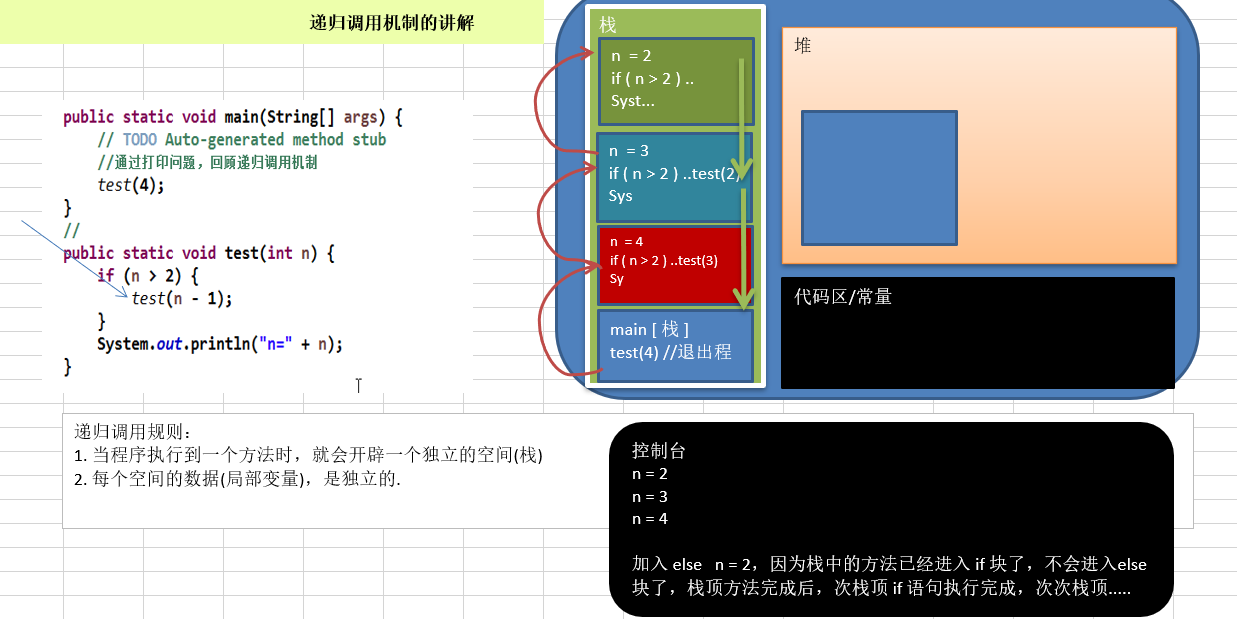 递归调用机制的讲解
public static void main(String[] args) {
// TODO Auto-generated method stub
//通过打印问题，回顾递归调用机制
test(4);
}
//
public static void test(int n) {
if (n > 2) {
test(n - 1);
}
System.out.println("n=" + n);
}
栈
n = 2
if ( n > 2 ) ..
Syst...
n = 3
if ( n > 2 ) ..test(2)
Sys
n = 4
if ( n > 2 ) ..test(3)
Sy
main [ 栈 ]
test(4) //退出程
堆
代码区/常量
递归调用规则：
1. 当程序执行到一个方法时，就会开辟一个独立的空间(栈)
2. 每个空间的数据(局部变量)，是独立的.
控制台
n = 2
n = 3
n = 4
加入 else n = 2，因为栈中的方法已经进入 if 块了，不会进入else
块了，栈顶方法完成后，次栈顶 if 语句执行完成，次次栈顶.....